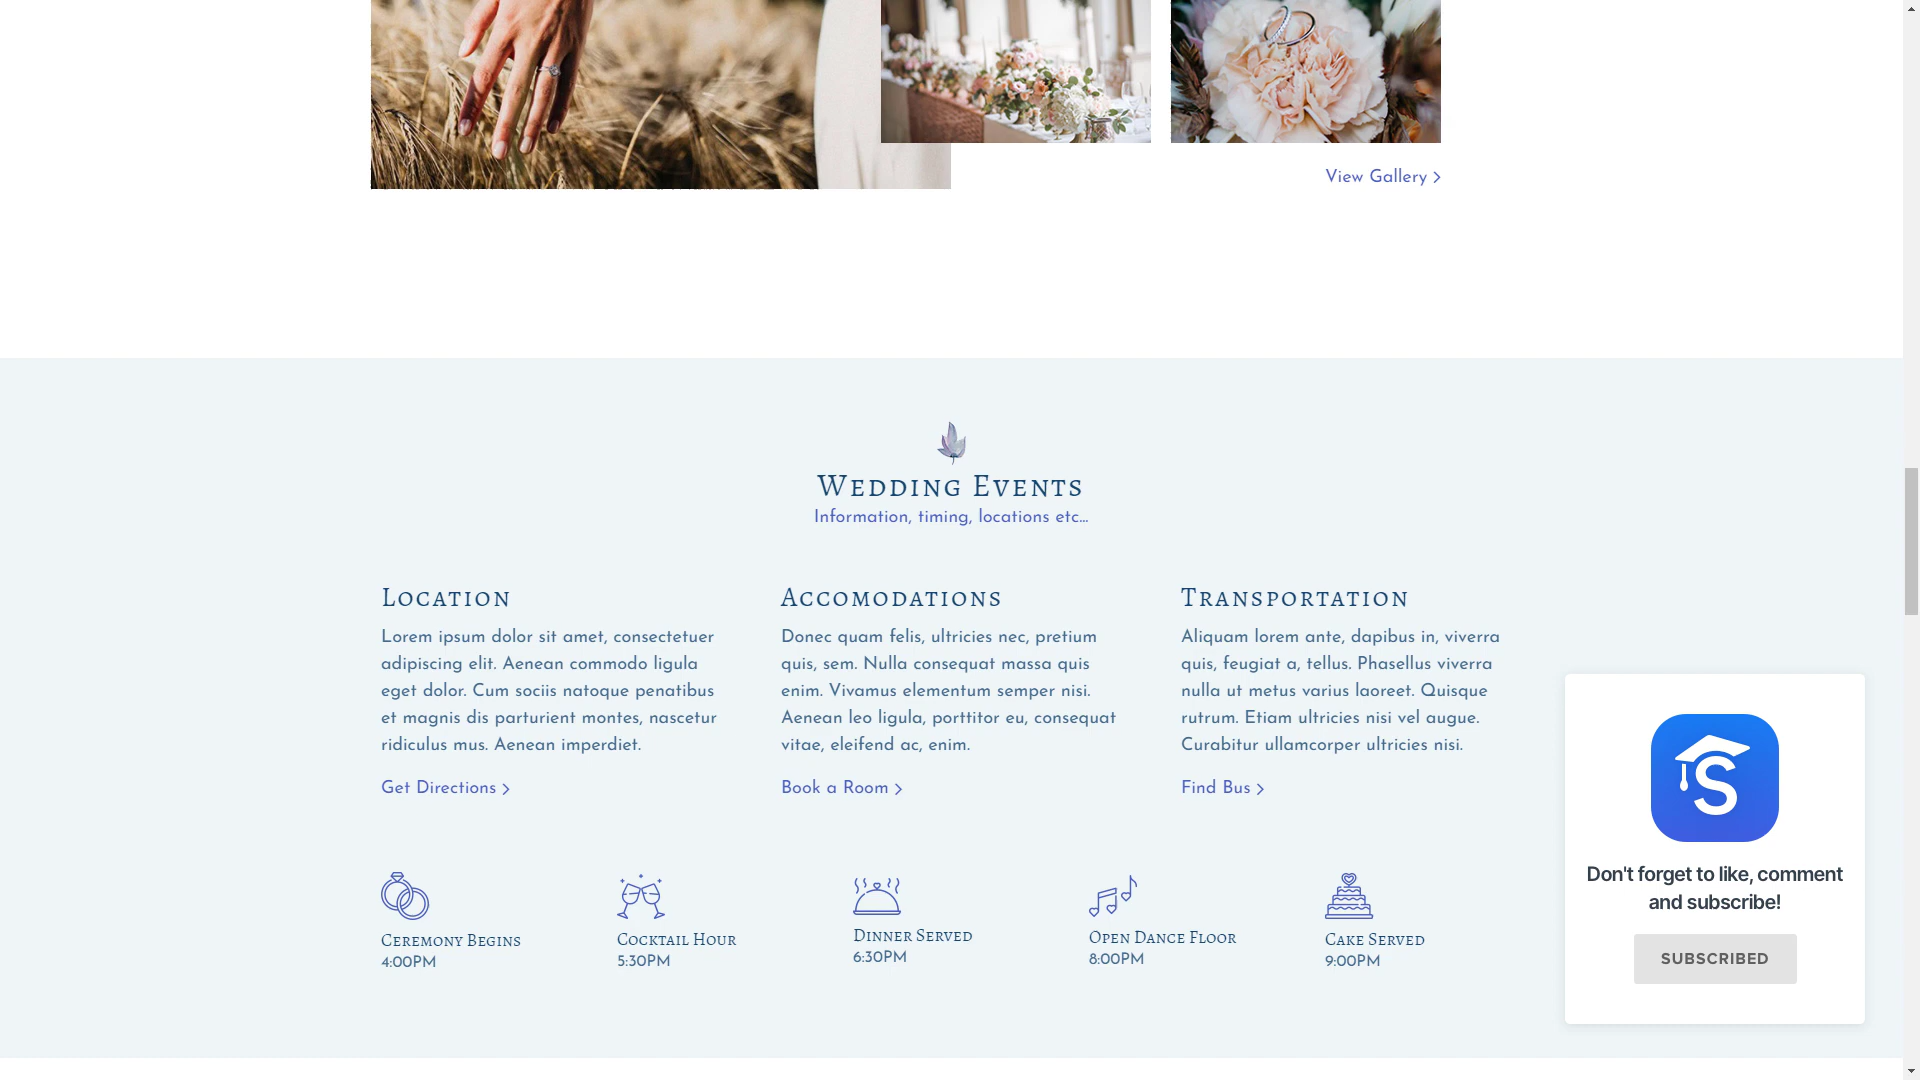 View Gallery
Wedding Events
Information, timing, locations etc...
Location
Lorem ipsum dolor sit amet, consectetuer
adipiscing elit. Aenean commodo ligula
eget dolor. Cum sociis natoque penatibus
et magnis dis parturient montes, nascetur
ridiculus mus. Aenean imperdiet.
Get Directions
Accomodations
Donec quam felis, ultricies nec, pretium
quis, sem. Nulla consequat massa quis
enim. Vivamus elementum semper nisi.
Aenean leo ligula, porttitor eu, consequat
vitae, eleifend ac, enim.
Book a Room
Transportation
Aliquam lorem ante, dapibus in, viverra
quis, feugiat a, tellus. Phasellus viverra
nulla ut metus varius laoreet. Quisque
rutrum. Etiam ultricies nisi vel augue.
Curabitur ullamcorper ultricies nisi.
Find Bus
Ceremony Begins
4:00PM
Cocktail Hour
5:30PM
Dinner Served
6:30PM
Open Dance Floor
8:00PM
Cake Served
9:00PM
S
Don't forget to like, comment
and subscribe!
SUBSCRIBED